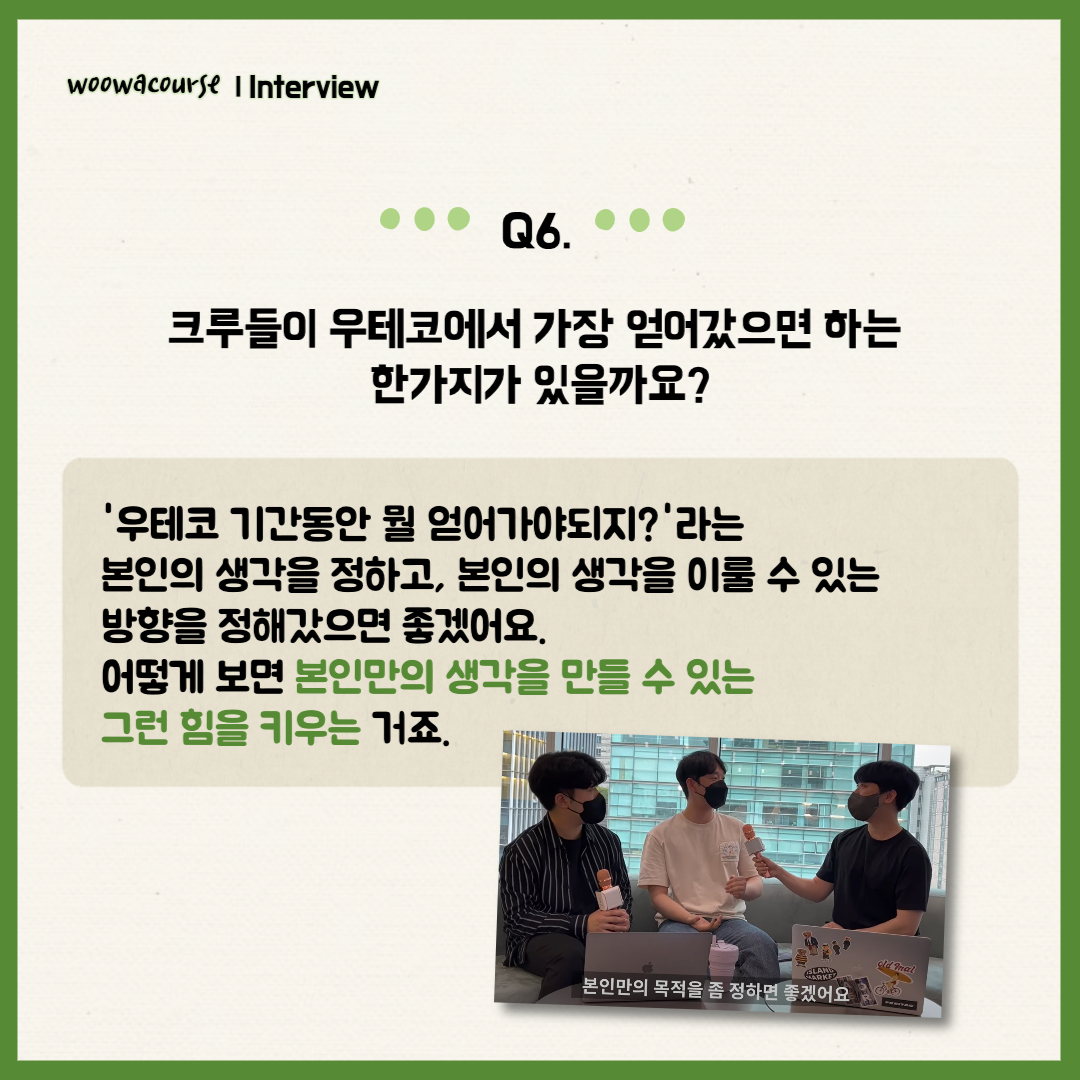 woowacourse | Interview
Q6.
크루들이 우테코에서 가장 얻어갔으면 하는
한가지가 있을까요?
'우테코 기간동안 뭘 얻어가야되지?'라는
본인의 생각을 정하고, 본인의 생각을 이룰 수 있는
방향을 정해갔으면 좋겠어요.
어떻게 보면 본인만의 생각을 만들 수 있는
그런 힘을 키우는 거죠.
old meal
ISLAND
MARKET
본인만의 목적을 좀 정하면 좋겠어요